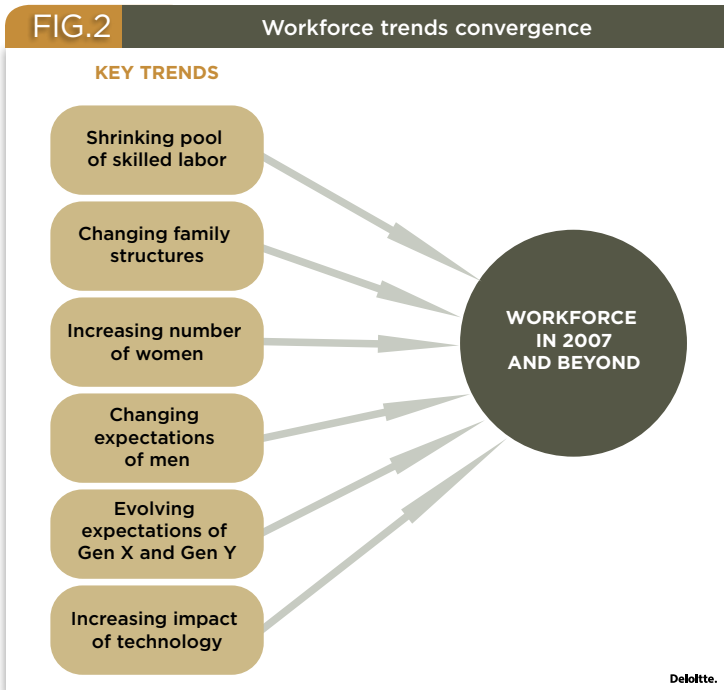 FIG.2
Workforce trends convergence
KEY TRENDS
Shrinking pool
of skilled labor
Changing family
structures
Increasing number
of women
Changing
expectations
of men
Evolving
expectations of
Gen X and Gen Y
Increasing impact
of technology
WORKFORCE
IN 2007
AND BEYOND
Deloitte.